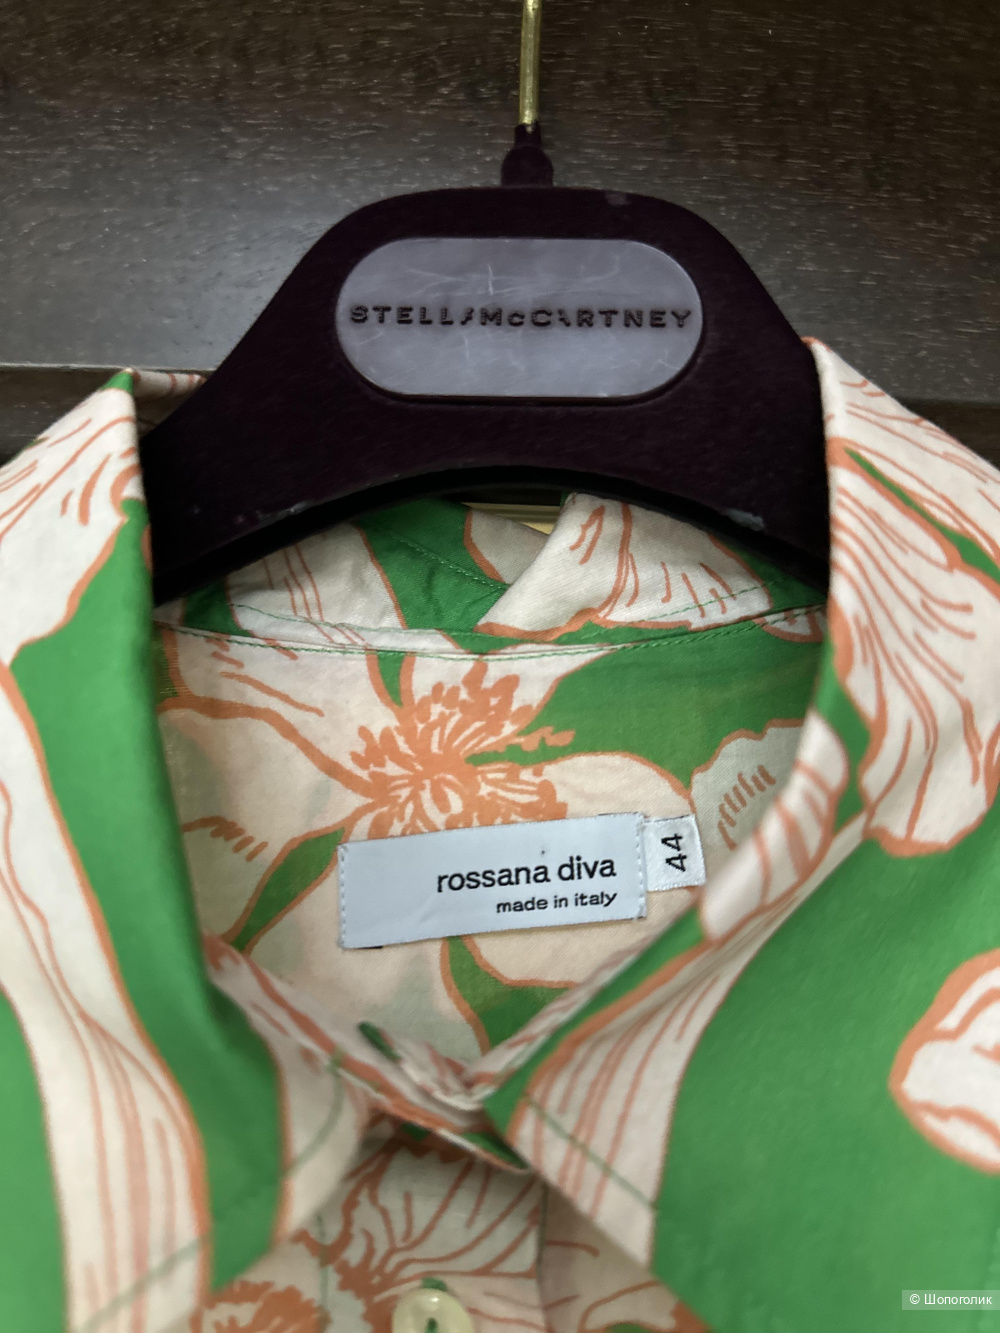 STELLA McCARTNEY
rossana diva
made in italy
44
© Шопоголик